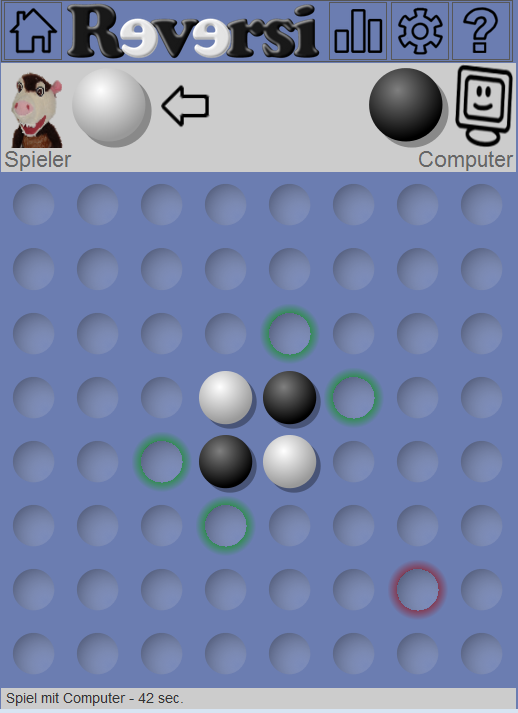 Reversi
?
Spieler
Computer
Spiel mit Computer - 42 sec.